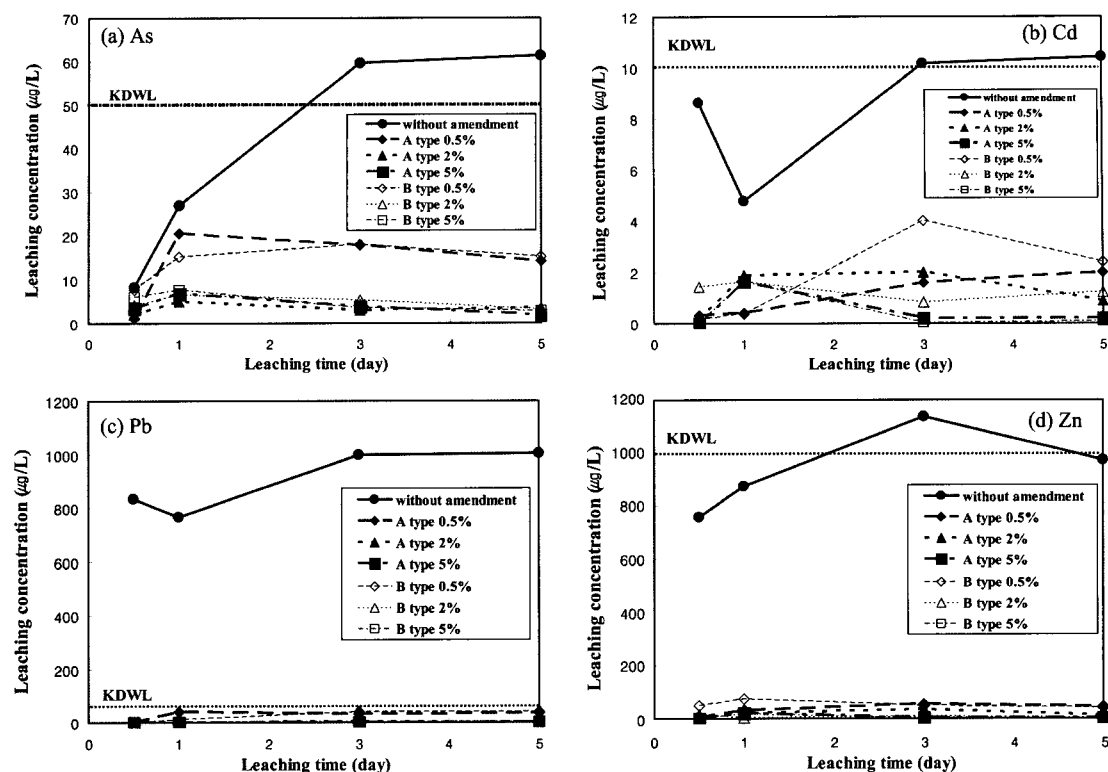 (a) As
Leaching concentration (µg/L)
70
60
50
40
30
20
10
0
KDWL
without amendment
A type 0.5%
A type 2%
A type 5%
B type 0.5%
B type 2%
B type 5%
0 1 2 3 4 5
Leaching time (day)
(b) Cd
Leaching concentration (µg/L)
12
10
8
6
4
2
0
KDWL
without amendment
A type 0.5%
A type 2%
A type 5%
B type 0.5%
B type 2%
B type 5%
0 1 2 3 4 5
Leaching time (day)
(c) Pb
Leaching concentration (µg/L)
1200
1000
800
600
400
200
0
KDWL
without amendment
A type 0.5%
A type 2%
A type 5%
B type 0.5%
B type 2%
B type 5%
0 1 2 3 4 5
Leaching time (day)
(d) Zn
Leaching concentration (µg/L)
1200
1000
800
600
400
200
0
KDWL
without amendment
A type 0.5%
A type 2%
A type 5%
B type 0.5%
B type 2%
B type 5%
0 1 2 3 4 5
Leaching time (day)